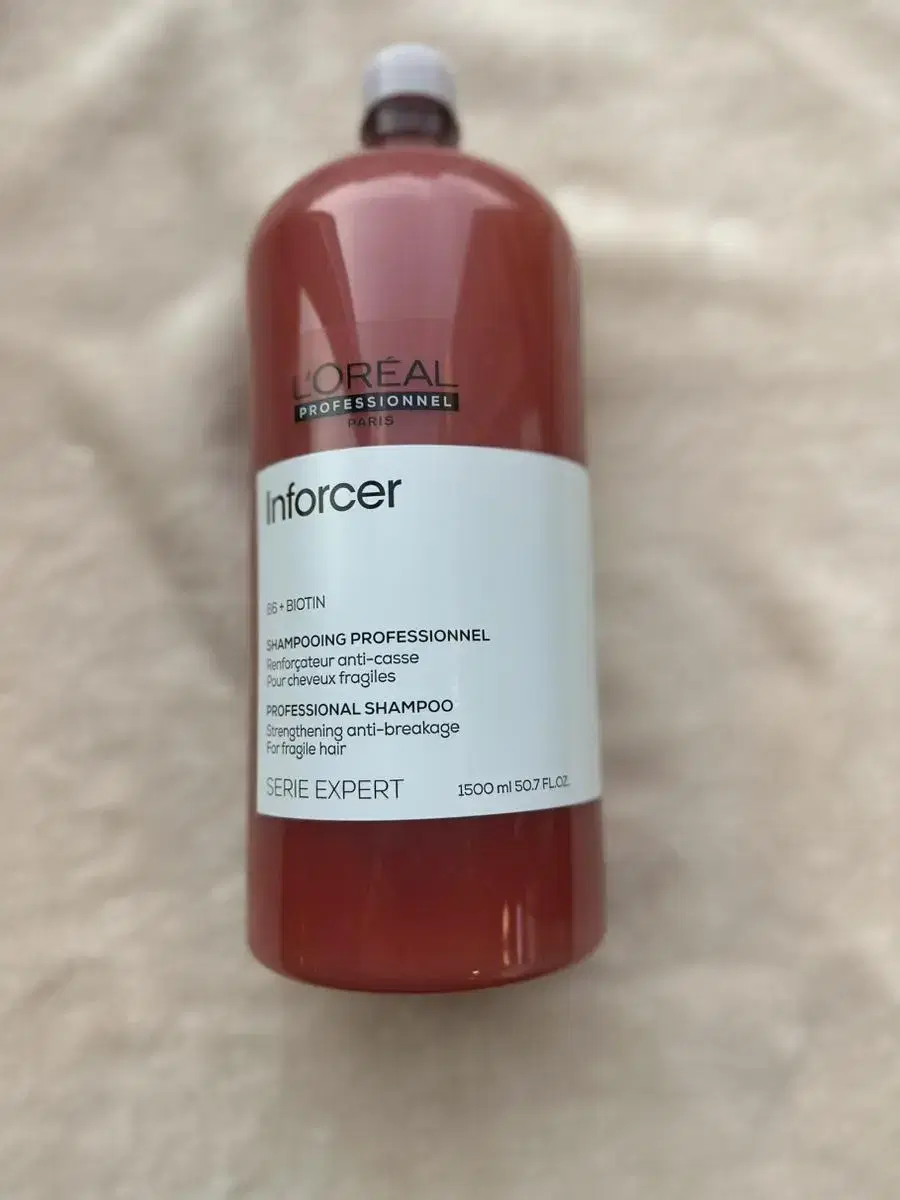 L'ORÉAL
PROFESSIONNEL
PARIS
Inforcer
B6 + BIOTIN
SHAMPOOING PROFESSIONNEL
Renforçateur anti-casse
Pour cheveux fragiles
PROFESSIONAL SHAMPOO
Strengthening anti-breakage
For fragile hair
SERIE EXPERT
1500 ml 50.7 FL.OZ.